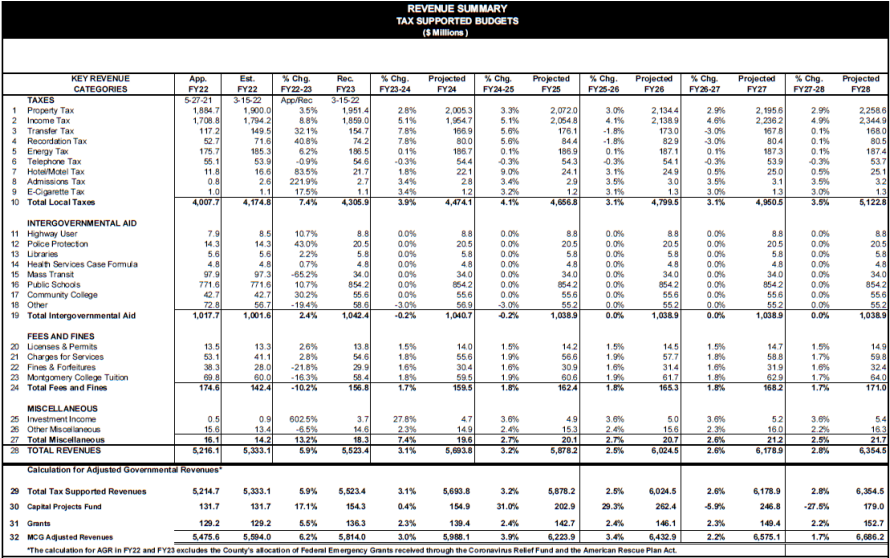 REVENUE SUMMARY
TAX SUPPORTED BUDGETS
($ Millions)
KEY REVENUE App. Est. % Chg. Rec. % Chg. Projected % Chg. Projected % Chg. Projected % Chg. Projected % Chg. Projected
CATEGORIES FY22 FY22 FY22-23 FY23 FY23-24 FY24 FY24-25 FY25 FY25-26 FY26 FY26-27 FY27 FY27-28 FY28
TAXES 5-27-21 3-15-22 App/Rec 3-15-22
1 Property Tax 1,884.7 1,900.0 3.5% 1,951.4 2.8% 2,005.3 3.3% 2,072.0 3.0% 2,134.4 2.9% 2,195.6 2.9% 2,258.6
2 Income Tax 1,708.8 1,794.2 8.8% 1,859.0 5.1% 1,954.7 5.1% 2,054.8 4.1% 2,138.9 4.6% 2,236.2 4.9% 2,344.9
3 Transfer Tax 117.2 149.5 32.1% 154.7 7.8% 166.9 5.6% 176.1 -1.8% 173.0 -3.0% 167.8 0.1% 168.0
4 Recordation Tax 52.7 71.6 40.8% 74.2 7.8% 80.0 5.6% 84.4 -1.8% 82.9 -3.0% 80.4 0.1% 80.5
5 Energy Tax 175.7 185.3 6.2% 186.5 0.1% 186.7 0.1% 186.9 0.1% 187.1 0.1% 187.3 0.1% 187.4
6 Telephone Tax 55.1 53.9 -0.9% 54.6 -0.3% 54.4 -0.3% 54.3 -0.3% 54.1 -0.3% 53.9 -0.3% 53.7
7 Hotel/Motel Tax 11.8 16.6 83.5% 21.7 1.8% 22.1 9.0% 24.1 3.1% 24.9 0.5% 25.0 0.5% 25.1
8 Admissions Tax 0.8 2.6 221.9% 2.7 3.4% 2.8 3.4% 2.9 3.5% 3.0 3.5% 3.1 3.5% 3.2
9 E-Cigarette Tax 1.0 1.1 17.5% 1.1 3.4% 1.2 3.2% 1.2 3.1% 1.3 3.0% 1.3 3.0% 1.3
10 Total Local Taxes 4,007.7 4,174.8 7.4% 4,305.9 3.9% 4,474.1 4.1% 4,656.8 3.1% 4,799.5 3.1% 4,950.5 3.5% 5,122.8
INTERGOVERNMENTAL AID
11 Highway User 7.9 8.5 10.7% 8.8 0.0% 8.8 0.0% 8.8 0.0% 8.8 0.0% 8.8 0.0% 8.8
12 Police Protection 14.3 14.3 43.0% 20.5 0.0% 20.5 0.0% 20.5 0.0% 20.5 0.0% 20.5 0.0% 20.5
13 Libraries 5.6 5.6 2.2% 5.8 0.0% 5.8 0.0% 5.8 0.0% 5.8 0.0% 5.8 0.0% 5.8
14 Health Services Case Formula 4.8 4.8 0.7% 4.8 0.0% 4.8 0.0% 4.8 0.0% 4.8 0.0% 4.8 0.0% 4.8
15 Mass Transit 97.9 97.3 -65.2% 34.0 0.0% 34.0 0.0% 34.0 0.0% 34.0 0.0% 34.0 0.0% 34.0
16 Public Schools 771.6 771.6 10.7% 854.2 0.0% 854.2 0.0% 854.2 0.0% 854.2 0.0% 854.2 0.0% 854.2
17 Community College 42.7 42.7 30.2% 55.6 0.0% 55.6 0.0% 55.6 0.0% 55.6 0.0% 55.6 0.0% 55.6
18 Other 72.8 56.7 -19.4% 58.6 -3.0% 56.9 -3.0% 55.2 0.0% 55.2 0.0% 55.2 0.0% 55.2
19 Total Intergovernmental Aid 1,017.7 1,001.6 2.4% 1,042.4 -0.2% 1,040.7 -0.2% 1,038.9 0.0% 1,038.9 0.0% 1,038.9 0.0% 1,038.9
FEES AND FINES
20 Licenses & Permits 13.5 13.3 2.6% 13.8 1.5% 14.0 1.5% 14.2 1.5% 14.5 1.5% 14.7 1.5% 14.9
21 Charges for Services 53.1 41.1 2.8% 54.6 1.8% 55.6 1.9% 56.6 1.9% 57.7 1.8% 58.8 1.7% 59.8
22 Fines & Forfeitures 38.3 28.0 -21.8% 29.9 1.6% 30.4 1.6% 30.9 1.6% 31.4 1.6% 31.9 1.6% 32.4
23 Montgomery College Tuition 69.8 60.0 -16.3% 58.4 1.8% 59.5 1.9% 60.6 1.9% 61.7 1.8% 62.9 1.7% 64.0
24 Total Fees and Fines 174.6 142.4 -10.2% 156.8 1.7% 159.5 1.8% 162.4 1.8% 165.3 1.8% 168.2 1.7% 171.0
MISCELLANEOUS
25 Investment Income 0.5 0.9 602.5% 3.7 27.8% 4.7 3.6% 4.9 3.6% 5.0 3.6% 5.2 3.6% 5.4
26 Other Miscellaneous 15.6 13.4 -6.5% 14.6 2.3% 14.9 2.4% 15.3 2.4% 15.6 2.3% 16.0 2.2% 16.3
27 Total Miscellaneous 16.1 14.2 13.2% 18.3 7.4% 19.6 2.7% 20.1 2.7% 20.7 2.6% 21.2 2.5% 21.7
28 TOTAL REVENUES 5,216.1 5,333.1 5.9% 5,523.4 3.1% 5,693.8 3.2% 5,878.2 2.5% 6,024.5 2.6% 6,178.9 2.8% 6,354.5
Calculation for Adjusted Governmental Revenues*
29 Total Tax Supported Revenues 5,214.7 5,333.1 5.9% 5,523.4 3.1% 5,693.8 3.2% 5,878.2 2.5% 6,024.5 2.6% 6,178.9 2.8% 6,354.5
30 Capital Projects Fund 131.7 131.7 17.1% 154.3 0.4% 154.9 31.0% 202.9 29.3% 262.4 -5.9% 246.8 -27.5% 179.0
31 Grants 129.2 129.2 5.5% 136.3 2.3% 139.4 2.4% 142.7 2.4% 146.1 2.3% 149.4 2.2% 152.7
32 MCG Adjusted Revenues 5,475.6 5,594.0 6.2% 5,814.0 3.0% 5,988.1 3.9% 6,223.9 3.4% 6,432.9 2.2% 6,575.1 1.7% 6,686.2
*The calculation for AGR in FY22 and FY23 excludes the County's allocation of Federal Emergency Grants received through the Coronavirus Relief Fund and the American Rescue Plan Act.